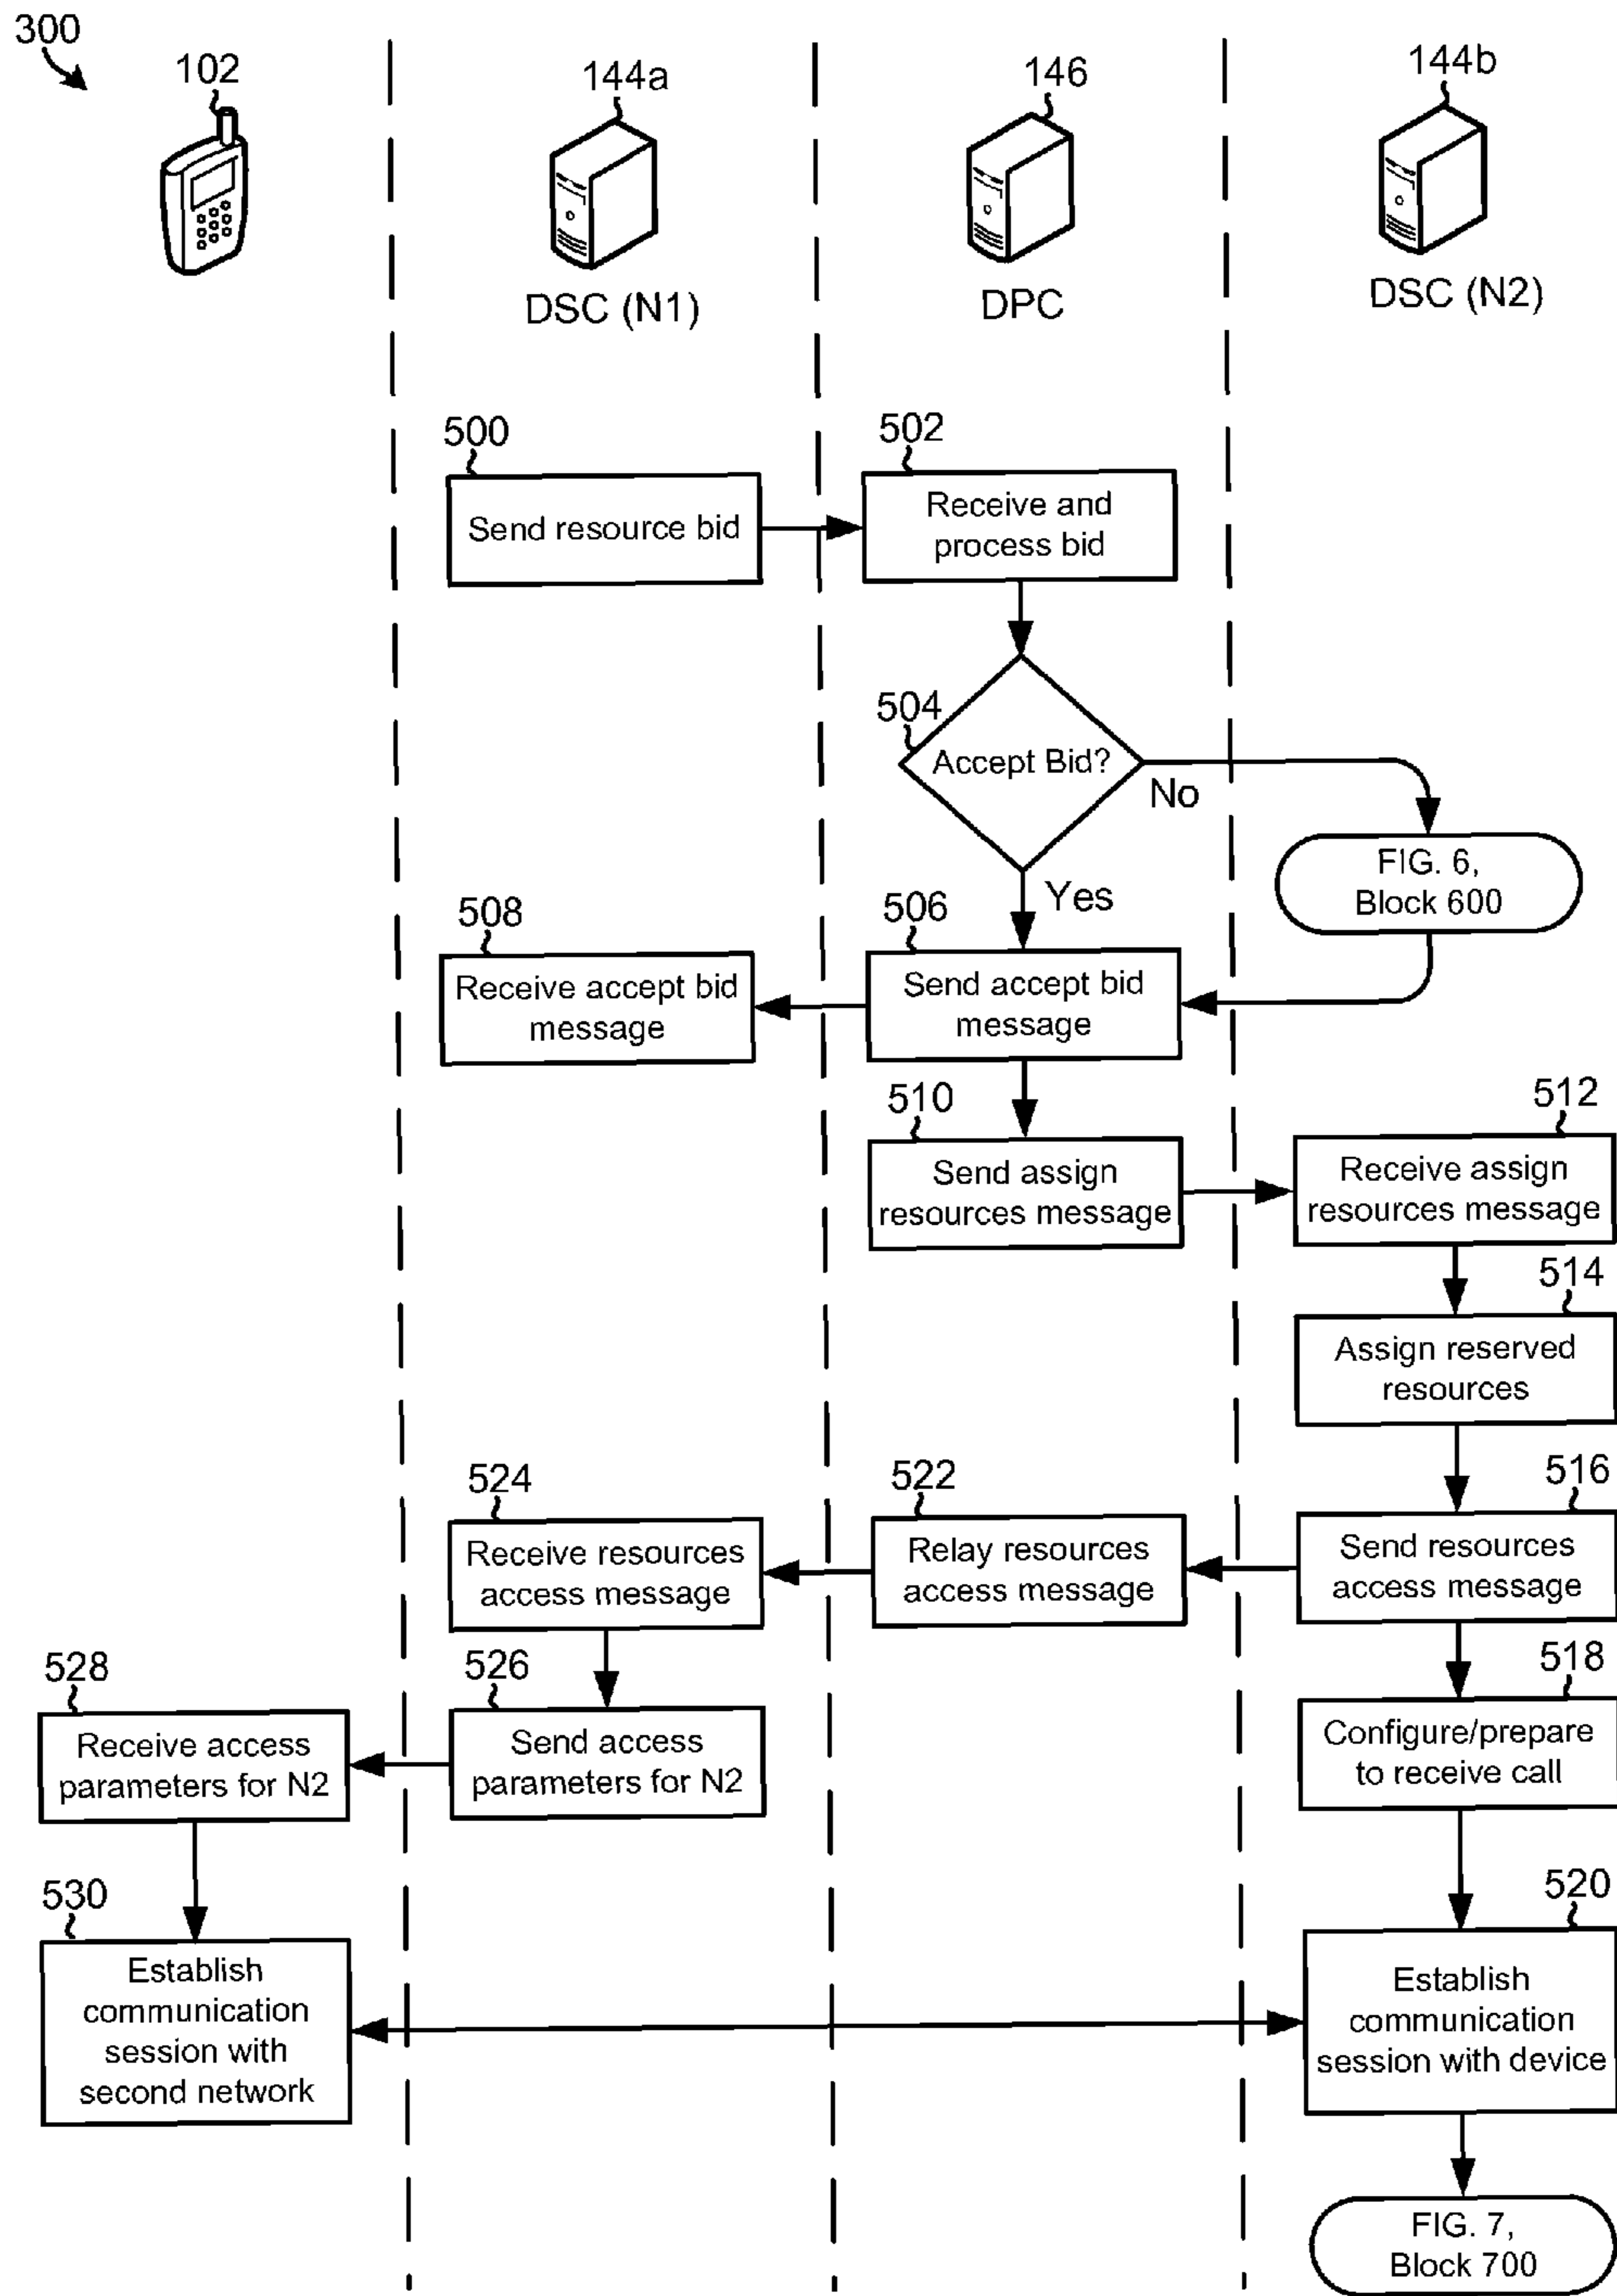 300
102
144a
146
144b
DSC (N1)
DPC
DSC (N2)
500
Send resource bid
502
Receive and
process bid
504
Accept Bid?
No
Yes
FIG. 6,
Block 600
508
Receive accept bid
message
506
Send accept bid
message
510
Send assign
resources message
512
Receive assign
resources message
514
Assign reserved
resources
516
Send resources
access message
522
Relay resources
access message
524
Receive resources
access message
518
Configure/prepare
to receive call
526
Send access
parameters for N2
528
Receive access
parameters for N2
530
Establish
communication
session with
second network
520
Establish
communication
session with device
FIG. 7,
Block 700